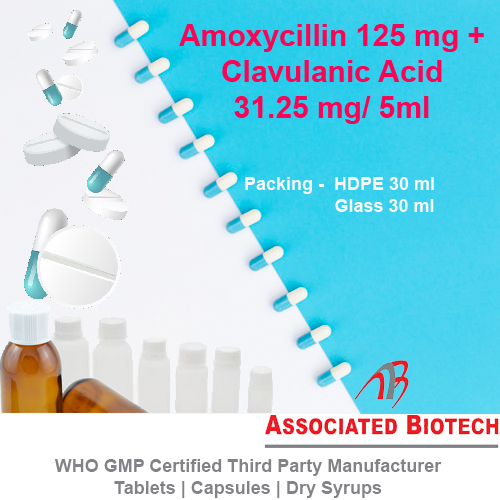 Amoxycillin 125 mg +
Clavulanic Acid
31.25 mg/ 5ml
Packing - HDPE 30 ml
Glass 30 ml
ASSOCIATED BIOTECH
WHO GMP Certified Third Party Manufacturer
Tablets | Capsules | Dry Syrups